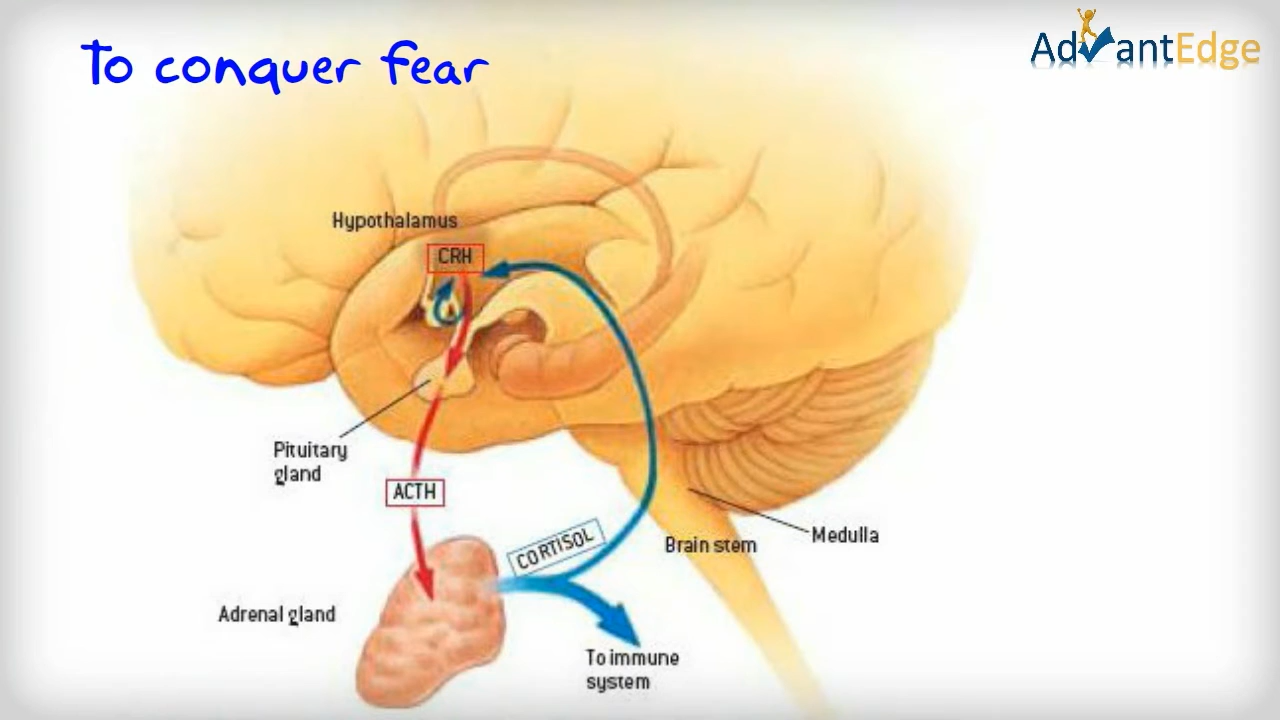 To conquer fear
AdvantEdge
Hypothalamus
CRH
Pituitary
gland
ACTH
CORTISOL
Brain stem
Medulla
Adrenal gland
To immune
system